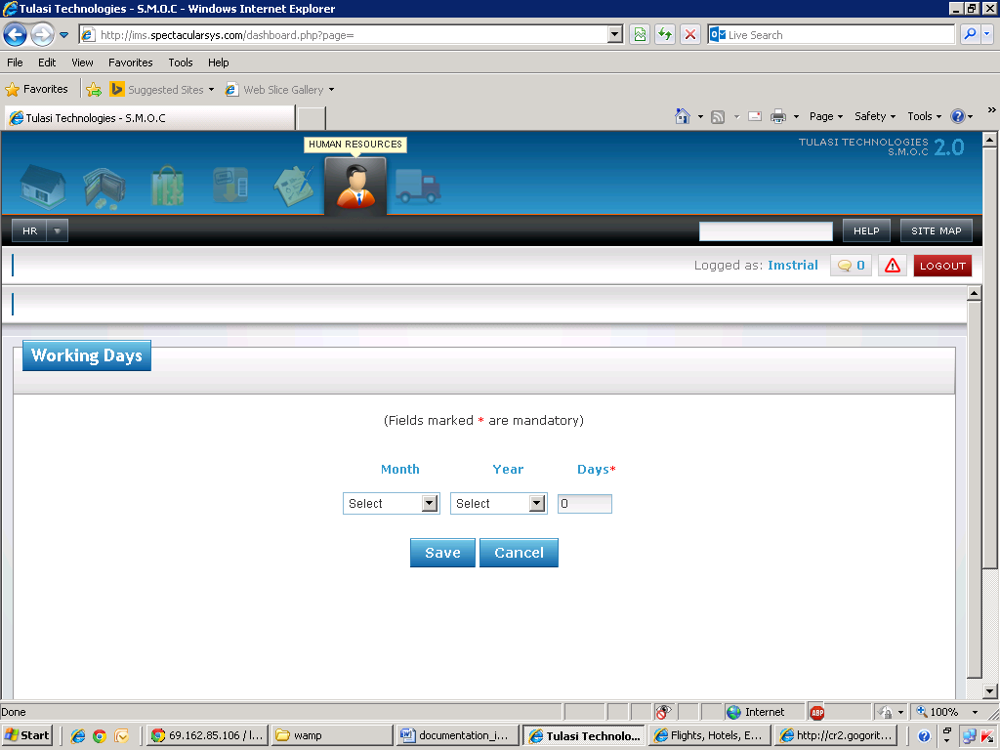 Tulasi Technologies - S.M.O.C - Windows Internet Explorer
http://ims.spectacularsys.com/dashboard.php?page=
Live Search
File Edit View Favorites Tools Help
Favorites Suggested Sites Web Slice Gallery
Tulasi Technologies - S.M.O.C
Page Safety Tools »
HUMAN RESOURCES
TULASI TECHNOLOGIES
S.M.O.C 2.0
HR HELP SITE MAP
Logged as: Imstrial 0 LOGOUT
Working Days
(Fields marked * are mandatory)
Month Year Days*
Select Select 0
Save Cancel
Done Internet ABP 100%
Start 69.162.85.106 / l... wamp documentation_i... Tulasi Technolo... Flights, Hotels, E... http://cr2.gogorit...